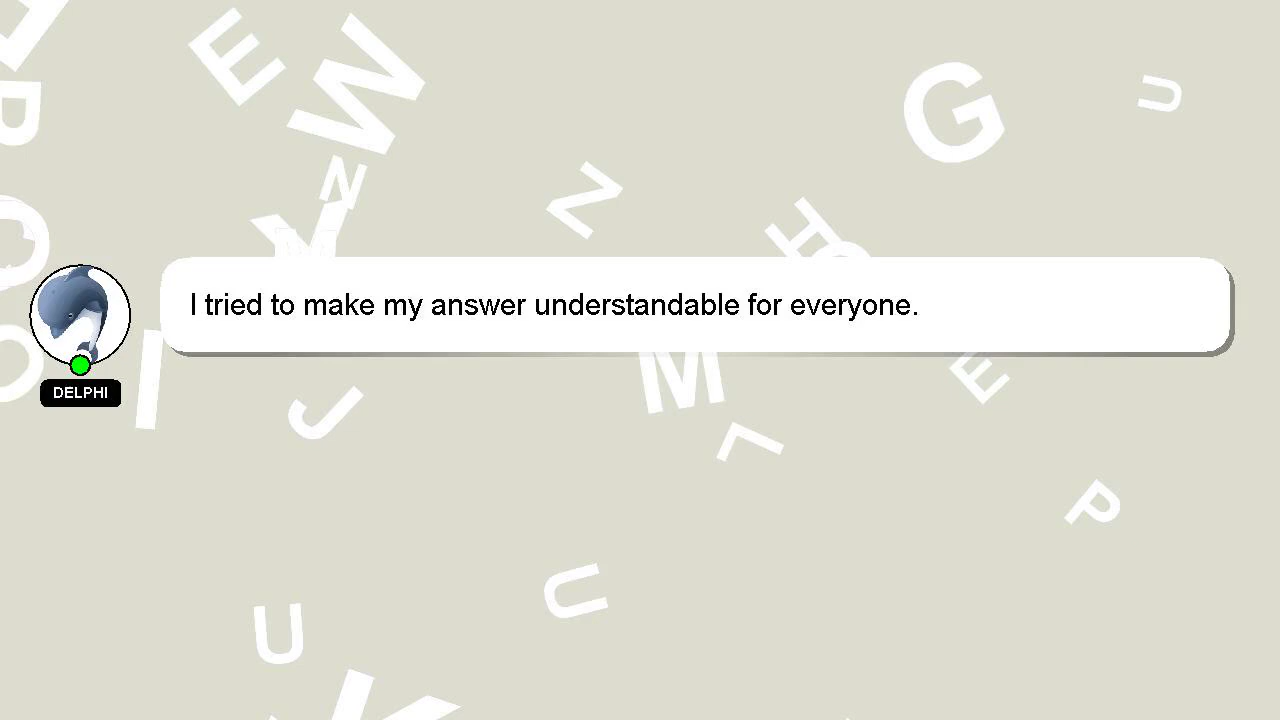 I tried to make my answer understandable for everyone.
DELPHI
E
W
G
U
N
Z
H
M
I
J
L
E
P
U
U
K